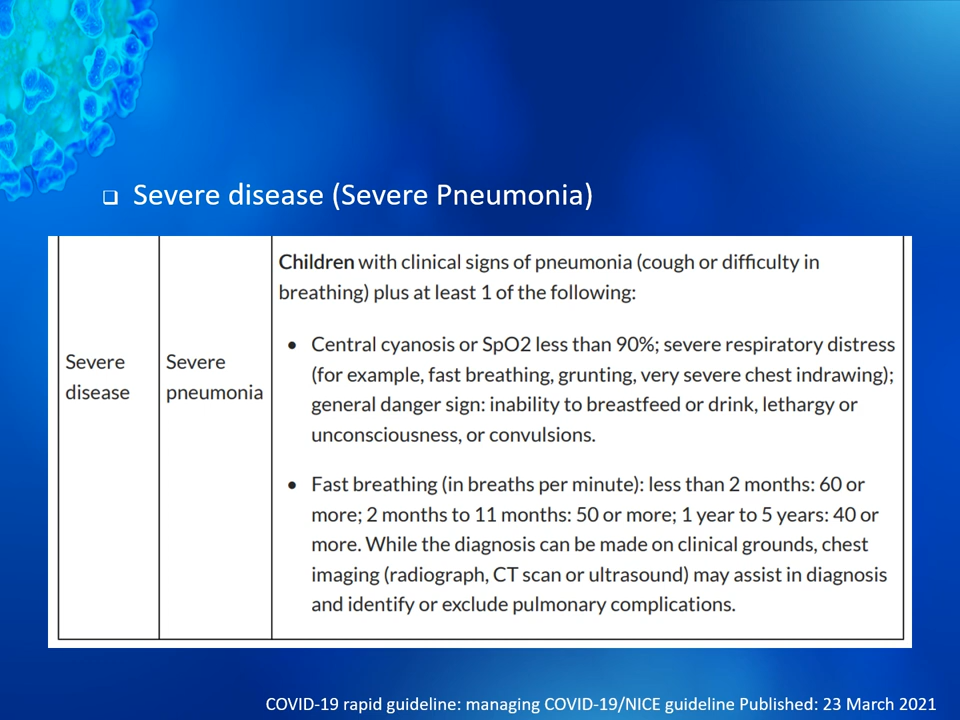 Severe disease (Severe Pneumonia)
Children with clinical signs of pneumonia (cough or difficulty in
breathing) plus at least 1 of the following:
Severe
disease
Severe
pneumonia
• Central cyanosis or SpO2 less than 90%; severe respiratory distress
(for example, fast breathing, grunting, very severe chest indrawing);
general danger sign: inability to breastfeed or drink, lethargy or
unconsciousness, or convulsions.
• Fast breathing (in breaths per minute): less than 2 months: 60 or
more; 2 months to 11 months: 50 or more; 1 year to 5 years: 40 or
more. While the diagnosis can be made on clinical grounds, chest
imaging (radiograph, CT scan or ultrasound) may assist in diagnosis
and identify or exclude pulmonary complications.
COVID-19 rapid guideline: managing COVID-19/NICE guideline Published: 23 March 2021